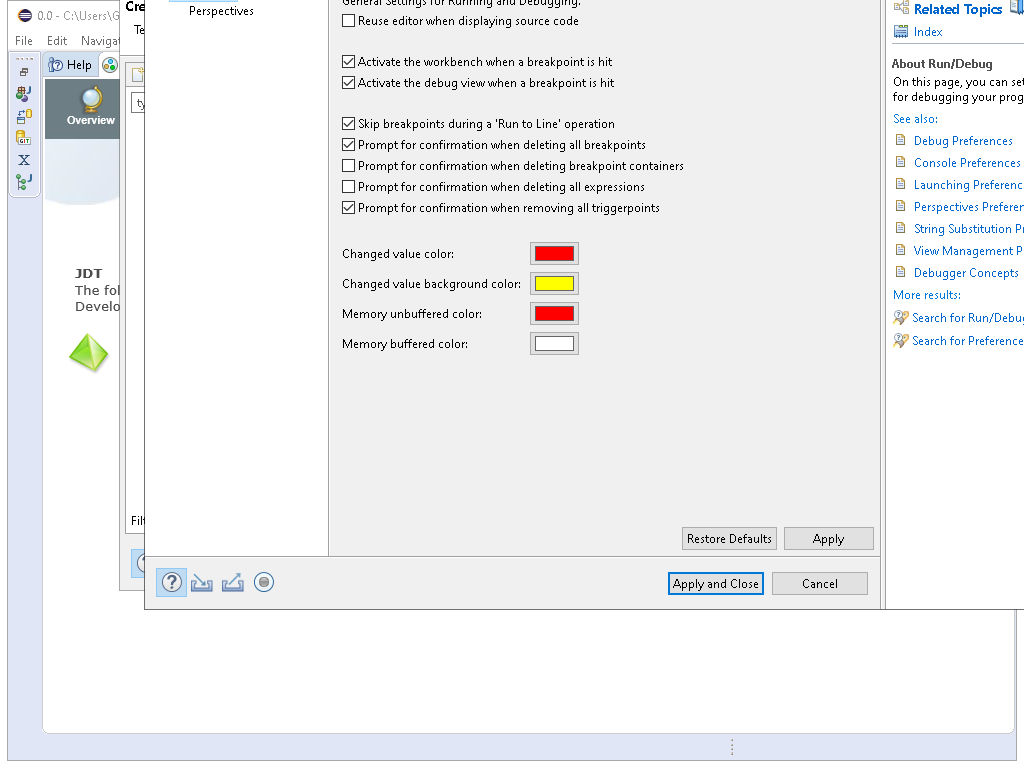 0.0 - C:\Users\G
File Edit Navigat
Help
Overview
JDT
The fol
Develo
Cre
Te
ty
Filt
Perspectives
General Settings for Running and Debugging.
Reuse editor when displaying source code
Activate the workbench when a breakpoint is hit
Activate the debug view when a breakpoint is hit
Skip breakpoints during a 'Run to Line' operation
Prompt for confirmation when deleting all breakpoints
Prompt for confirmation when deleting breakpoint containers
Prompt for confirmation when deleting all expressions
Prompt for confirmation when removing all triggerpoints
Changed value color:
Changed value background color:
Memory unbuffered color:
Memory buffered color:
Restore Defaults Apply
Apply and Close Cancel
Related Topics
Index
About Run/Debug
On this page, you can set
for debugging your prog
See also:
Debug Preferences
Console Preferences
Launching Preferenc
Perspectives Preferen
String Substitution Pr
View Management P
Debugger Concepts
More results:
Search for Run/Debug
Search for Preference